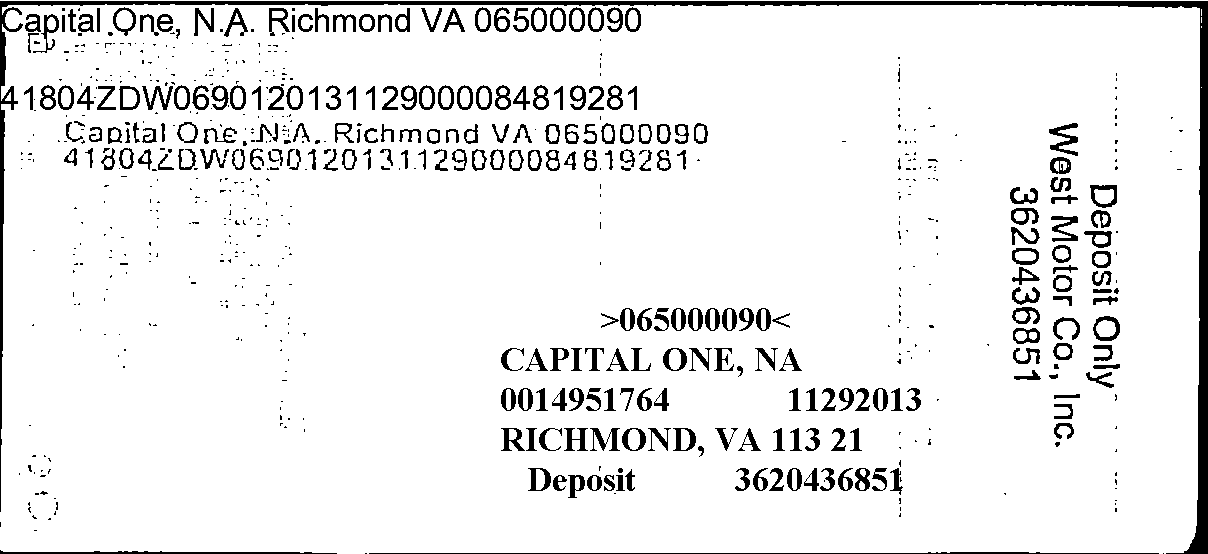 Capital One, N.A. Richmond VA 065000090
41804ZDW0690120131129000084819281
Capital One, N.A. Richmond VA 065000090
41804ZDW0690120131129000084819281
>065000090<
CAPITAL ONE, NA
0014951764 11292013
RICHMOND, VA 113 21
Deposit 3620436851
Deposit Only
West Motor Co., Inc.
3620436851